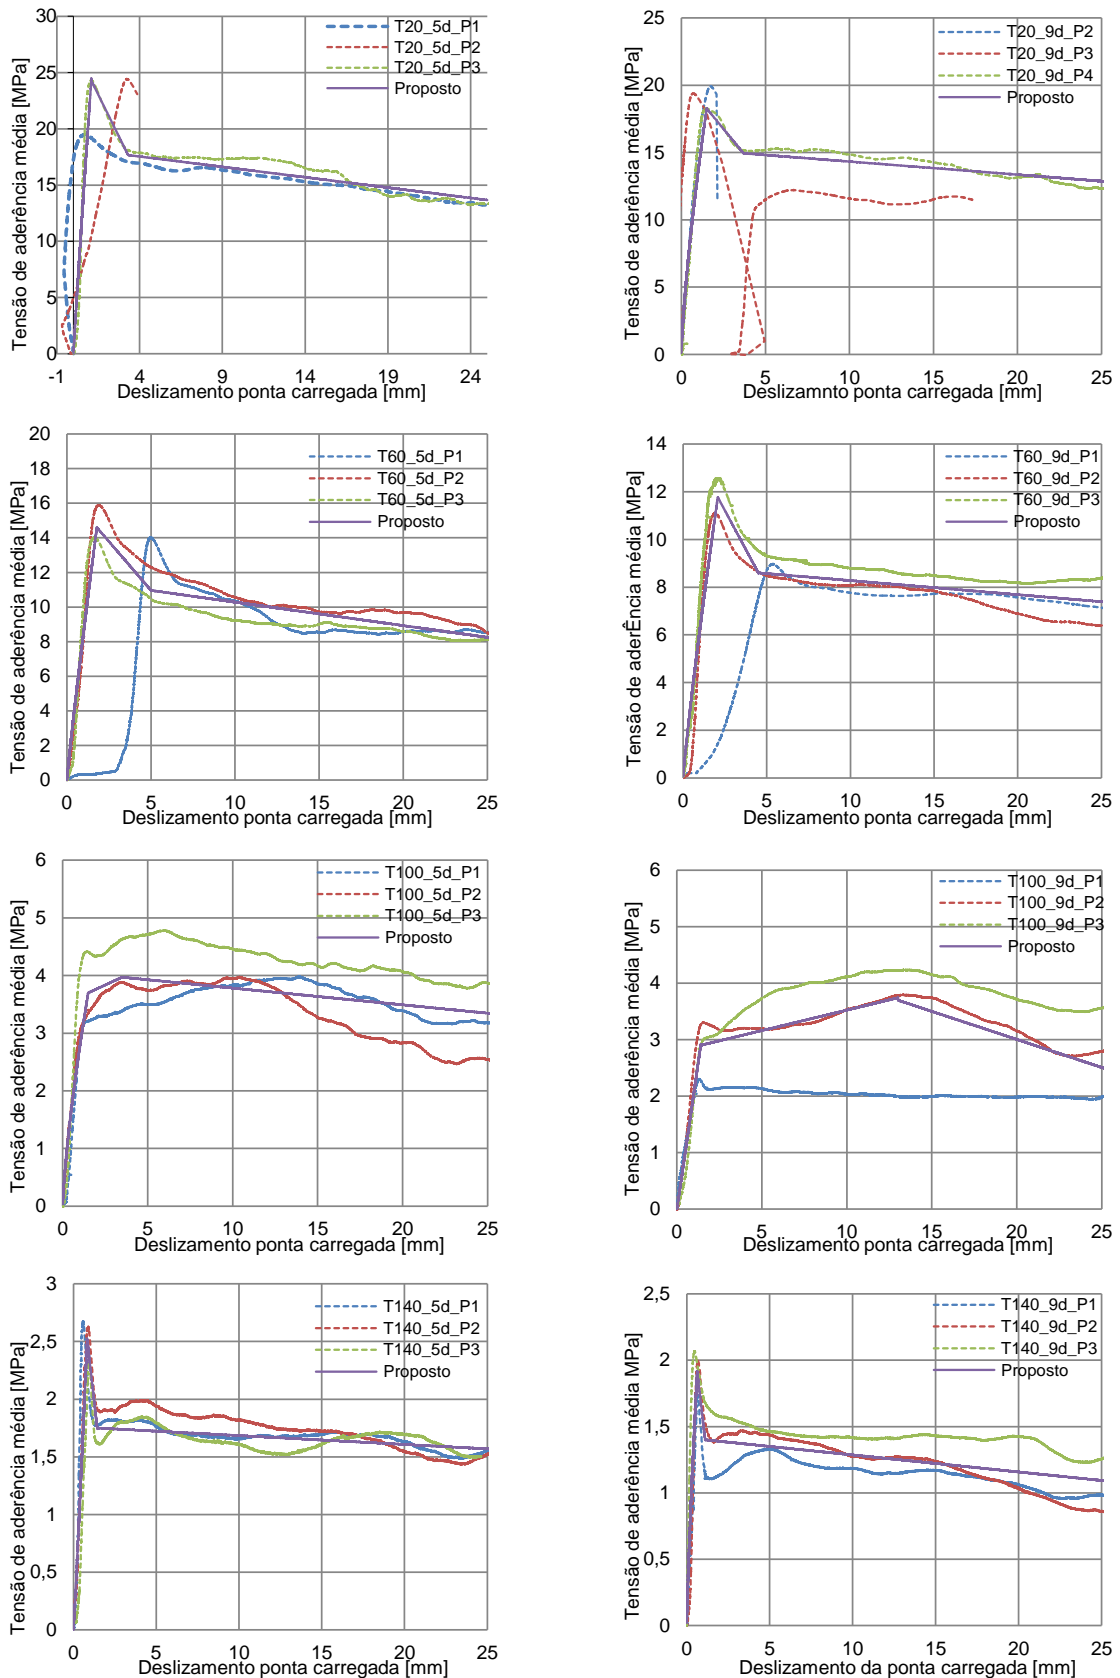 30
25
20
15
10
5
0
-1
4
9
14
19
24
Tensão de aderência média [MPa]
Deslizamento ponta carregada [mm]
T20_5d_P1
T20_5d_P2
T20_5d_P3
Proposto
25
20
15
10
5
0
0
5
10
15
20
25
Tensão de aderência média [MPa]
Deslizamnto ponta carregada [mm]
T20_9d_P2
T20_9d_P3
T20_9d_P4
Proposto
20
18
16
14
12
10
8
6
4
2
0
0
5
10
15
20
25
Tensão de aderência média [MPa]
Deslizamento ponta carregada [mm]
T60_5d_P1
T60_5d_P2
T60_5d_P3
Proposto
14
12
10
8
6
4
2
0
0
5
10
15
20
25
Tensão de aderÊncia média [MPa]
Deslizamento ponta carregada [mm]
T60_9d_P1
T60_9d_P2
T60_9d_P3
Proposto
6
5
4
3
2
1
0
0
5
10
15
20
25
Tensão de aderência média [MPa]
Deslizamento ponta carregada [mm]
T100_5d_P1
T100_5d_P2
T100_5d_P3
Proposto
6
5
4
3
2
1
0
0
5
10
15
20
25
Tensão de aderência média [MPa]
Deslizamento ponta carregada [mm]
T100_9d_P1
T100_9d_P2
T100_9d_P3
Proposto
3
2,5
2
1,5
1
0,5
0
0
5
10
15
20
25
Tensão de aderência média [MPa]
Deslizamento ponta carregada [mm]
T140_5d_P1
T140_5d_P2
T140_5d_P3
Proposto
2,5
2
1,5
1
0,5
0
0
5
10
15
20
25
Tensão de aderência média MPa]
Deslizamento da ponta carregada [mm]
T140_9d_P1
T140_9d_P2
T140_9d_P3
Proposto